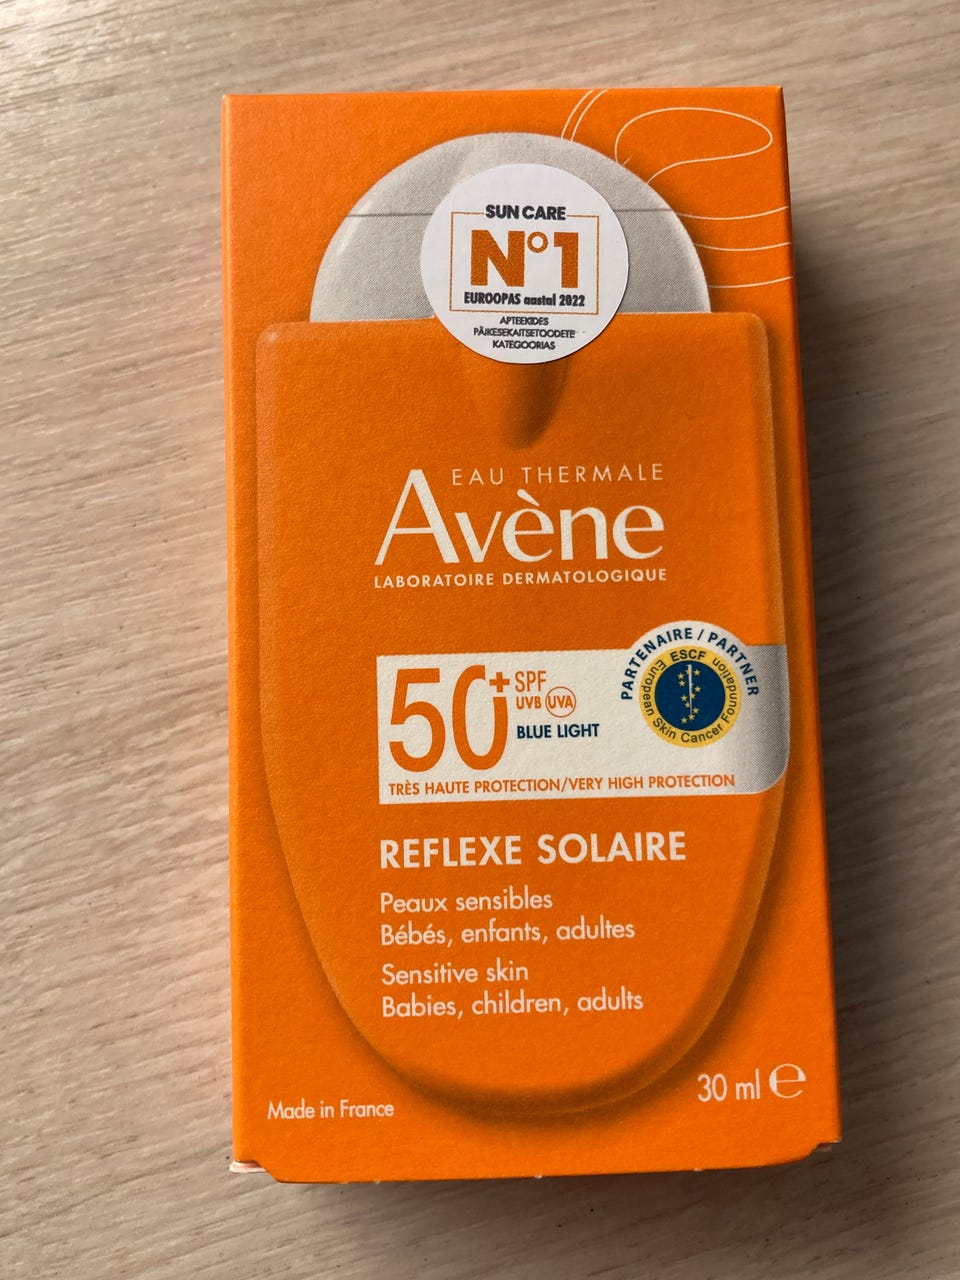 SUN CARE
Nº1
EUROOPAS aastal 2022
APTEEKIDES
PÄIKESEKAITSETOODETE
KATEGOORIAS
EAU THERMALE
Avène
LABORATOIRE DERMATOLOGIQUE
50+ SPF
UVB UVA
BLUE LIGHT
PARTENAIRE / PARTNER
ESCF
European Skin Cancer Foundation
TRÈS HAUTE PROTECTION/VERY HIGH PROTECTION
REFLEXE SOLAIRE
Peaux sensibles
Bébés, enfants, adultes
Sensitive skin
Babies, children, adults
30 ml ℮
Made in France